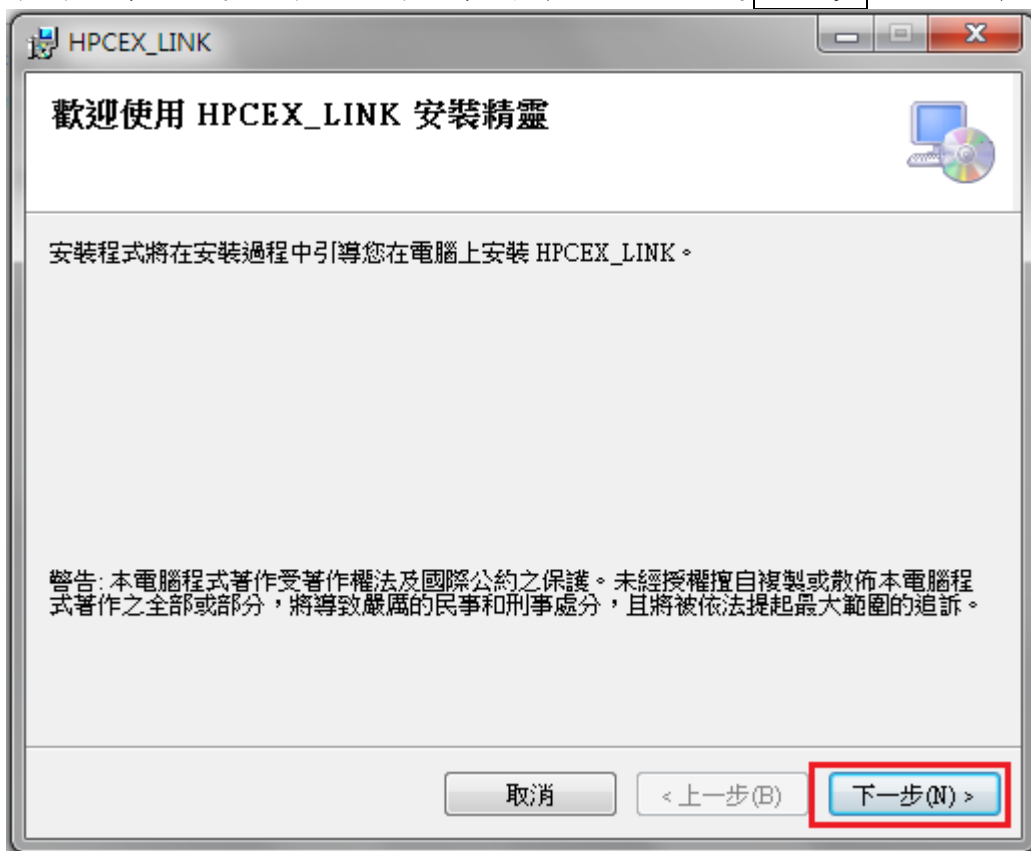 HPCEX_LINK
歡迎使用 HPCEX_LINK 安裝精靈
安裝程式將在安裝過程中引導您在電腦上安裝 HPCEX_LINK。
警告: 本電腦程式著作受著作權法及國際公約之保護。未經授權擅自複製或散佈本電腦程
式著作之全部或部分，將導致嚴厲的民事和刑事處分，且將被依法提起最大範圍的追訴。
取消 < 上一步(B) 下一步(N) >